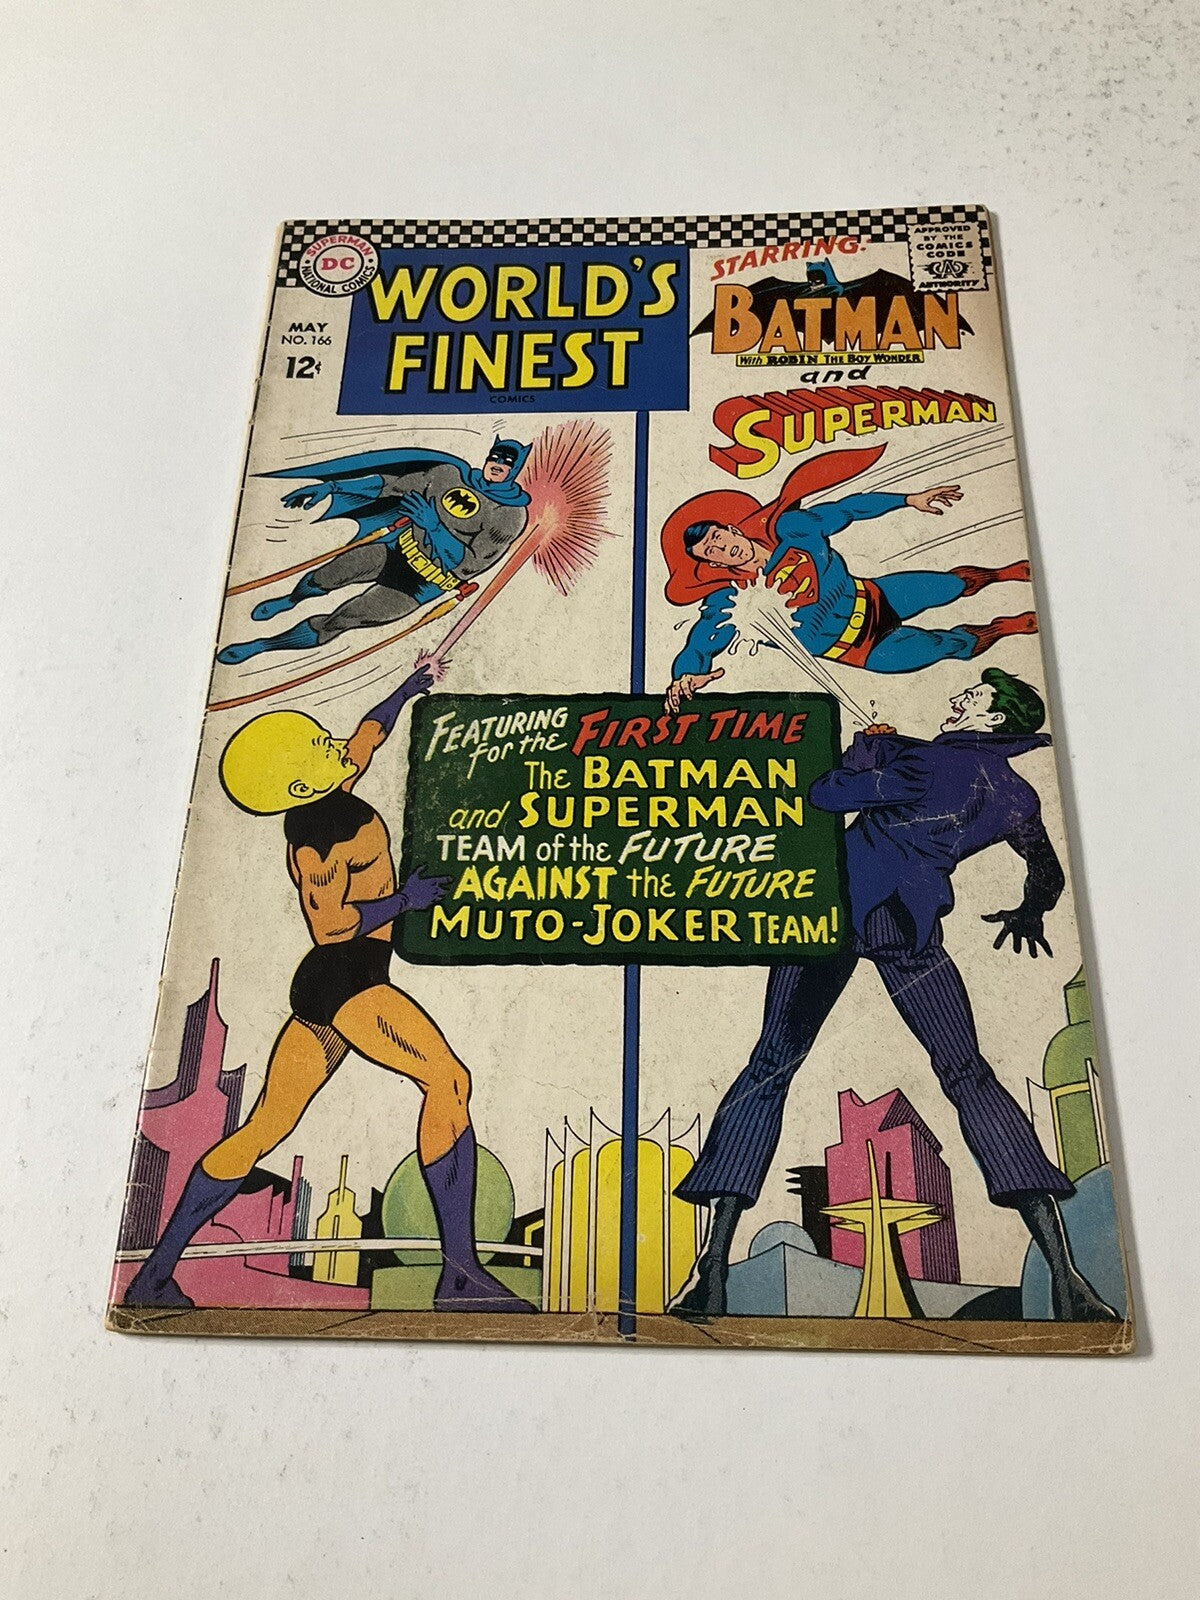 SUPERMAN
DC
NATIONAL COMICS
MAY
NO. 166
12¢
WORLD'S
FINEST
COMICS
STARRING:
BATMAN
With ROBIN The Boy Wonder
and
SUPERMAN
APPROVED
BY THE
COMICS
CODE
CA
AUTHORITY
FEATURING
for the FIRST TIME
The BATMAN
and SUPERMAN
TEAM of the FUTURE
AGAINST the FUTURE
MUTO-JOKER TEAM!